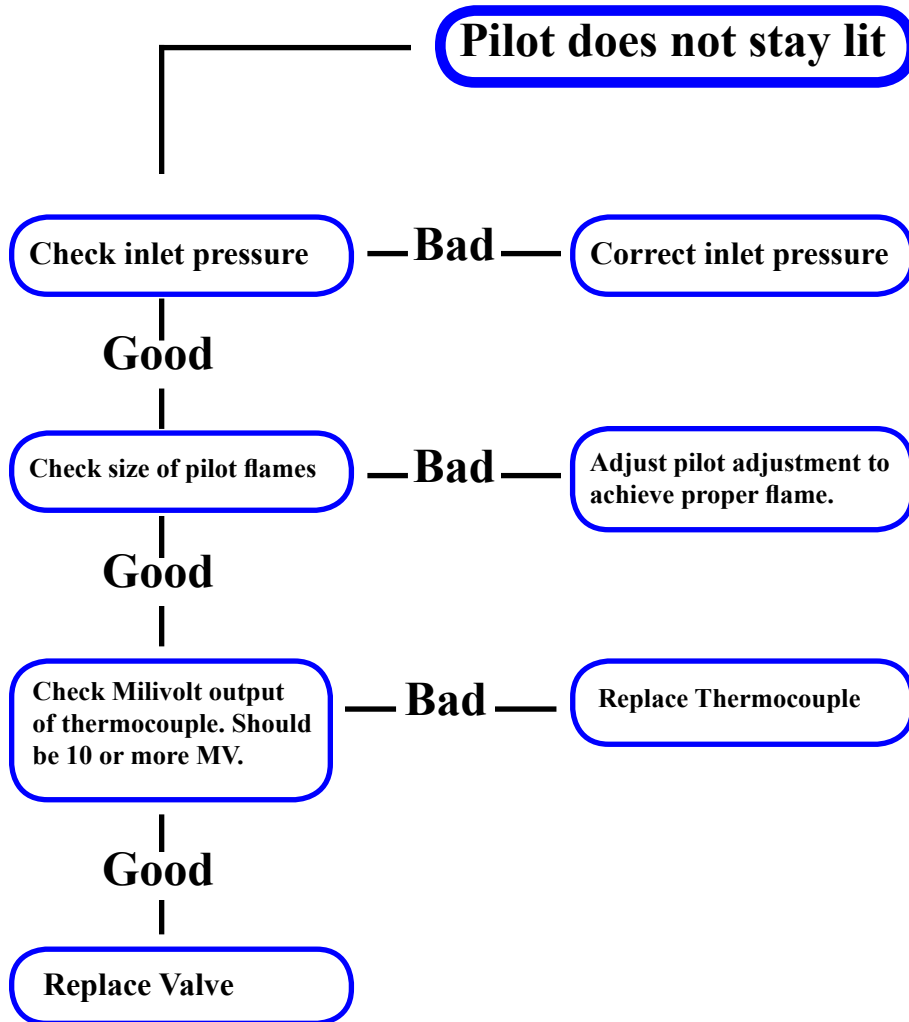 Pilot does not stay lit
Check inlet pressure
Bad
Correct inlet pressure
Good
Check size of pilot flames
Bad
Adjust pilot adjustment to
achieve proper flame.
Good
Check Milivolt output
of thermocouple. Should
be 10 or more MV.
Bad
Replace Thermocouple
Good
Replace Valve